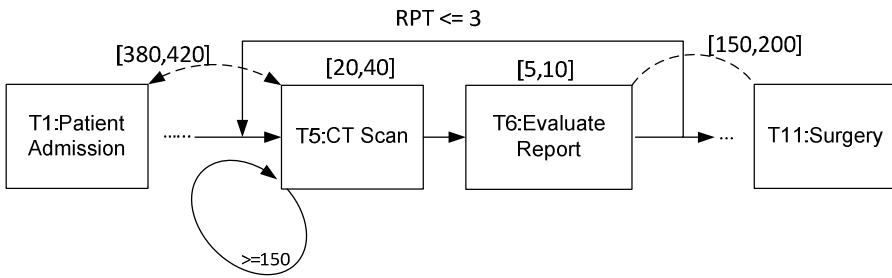 RPT <= 3
[380,420]
[20,40]
[5,10]
[150,200]
T1:Patient
Admission
......
T5:CT Scan
T6:Evaluate
Report
...
T11:Surgery
>=150